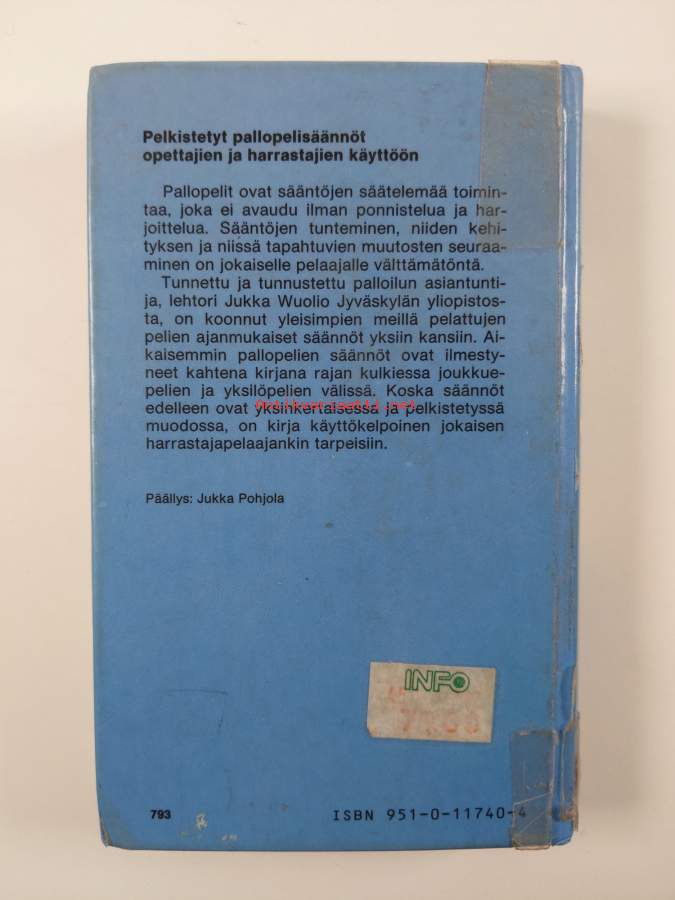 Pelkistetyt pallopelisäännöt
opettajien ja harrastajien käyttöön
Pallopelit ovat sääntöjen säätelemää toimin-
taa, joka ei avaudu ilman ponnistelua ja har-
joittelua. Sääntöjen tunteminen, niiden kehi-
tyksen ja niissä tapahtuvien muutosten seuraa-
minen on jokaiselle pelaajalle välttämätöntä.
Tunnettu ja tunnustettu palloilun asiantunti-
ja, lehtori Jukka Wuolio Jyväskylän yliopistos-
ta, on koonnut yleisimpien meillä pelattujen
pelien ajanmukaiset säännöt yksiin kansiin. Ai-
kaisemmin pallopelien säännöt ovat ilmesty-
neet kahtena kirjana rajan kulkiessa joukkue-
pelien ja yksilöpelien välissä. Koska säännöt
edelleen ovat yksinkertaisessa ja pelkistetyssä
muodossa, on kirja käyttökelpoinen jokaisen
harrastajapelaajankin tarpeisiin.
Päällys: Jukka Pohjola
INFO
793
ISBN 951-0-11740-4